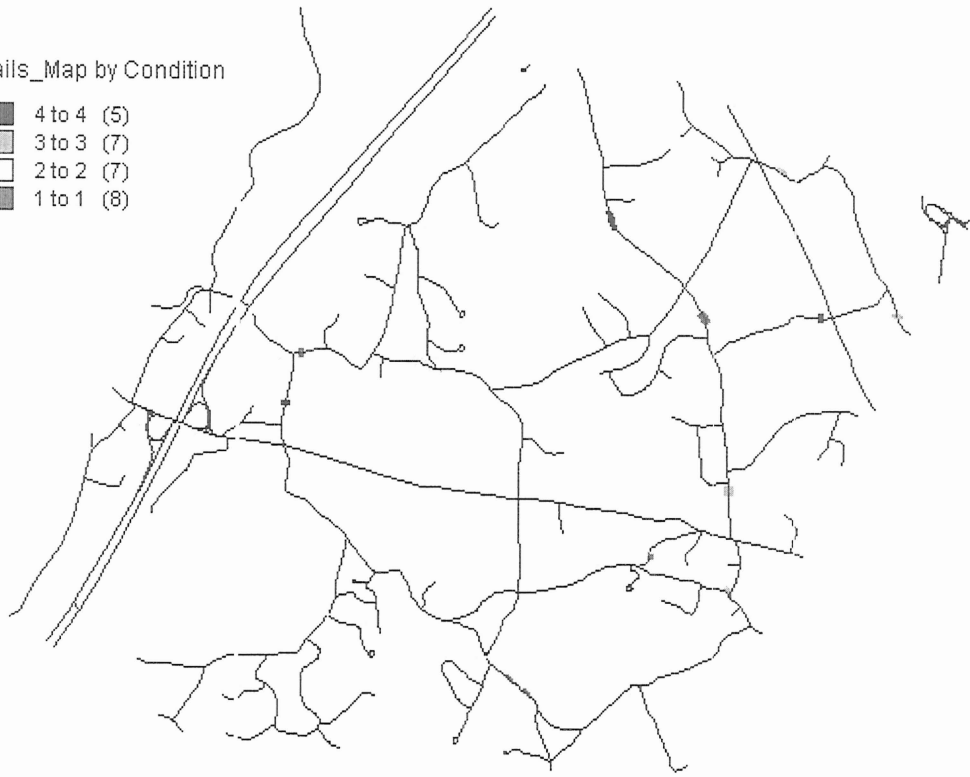 ails_Map by Condition
4 to 4 (5)
3 to 3 (7)
2 to 2 (7)
1 to 1 (8)